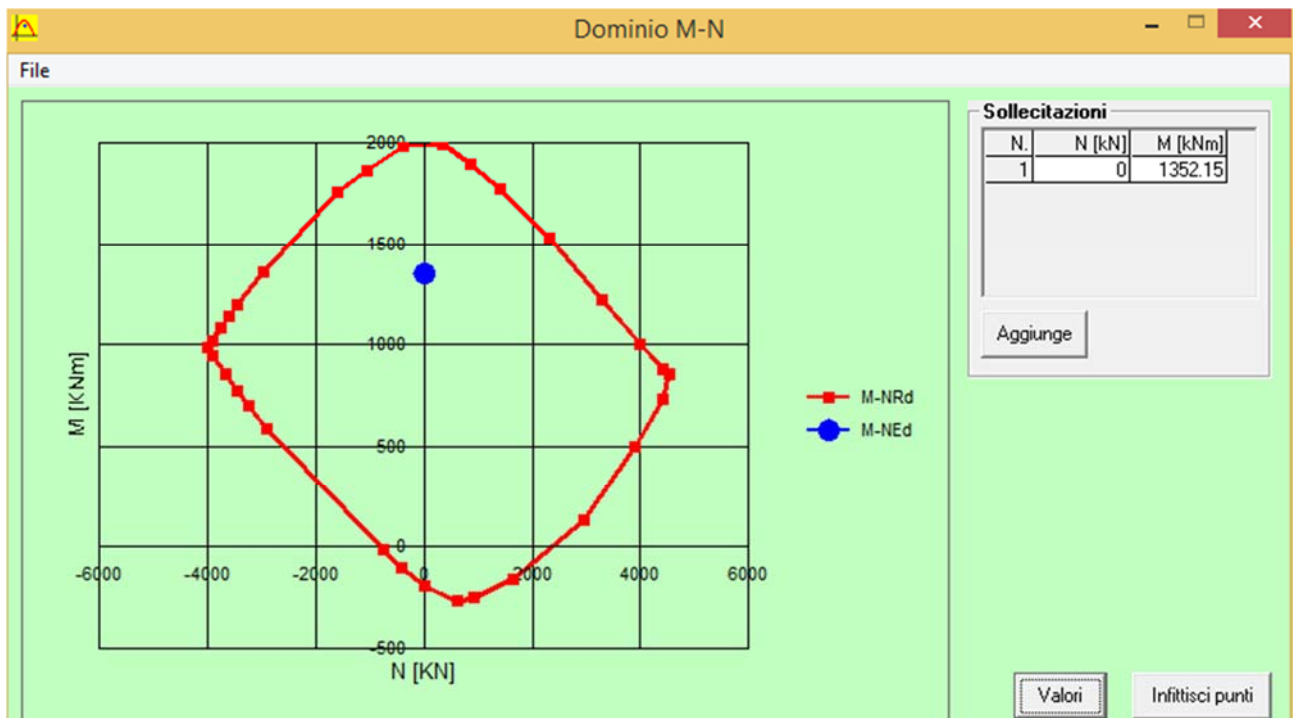 Dominio M-N
File
2000
1500
1000
500
0
-500
-6000 -4000 -2000 0 2000 4000 6000
M [KNm]
N [KN]
M-NRd
M-NEd
Sollecitazioni
N. N [kN] M [kNm]
1 0 1352.15
Aggiunge
Valori
Infittisci punti